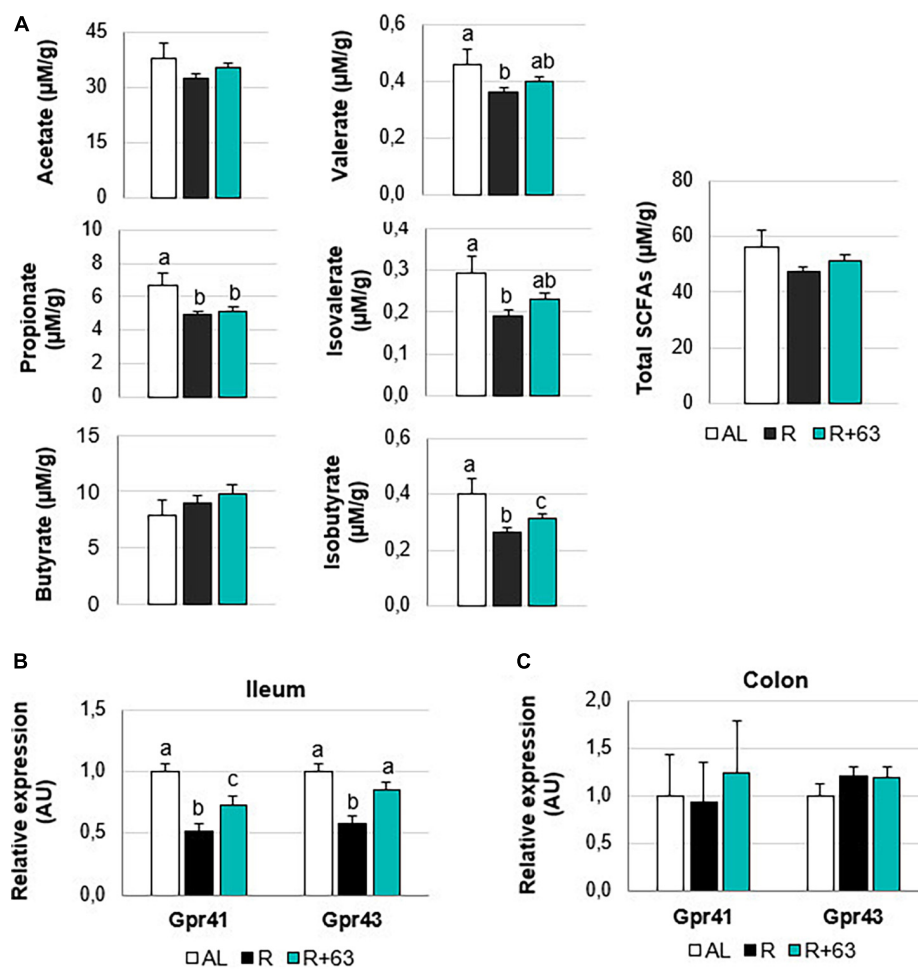 A
Acetate (µM/g)
45
30
15
0
Valerate (µM/g)
0,6
0,4
0,2
0,0
a
b
ab
Propionate
(µM/g)
10
8
6
4
2
0
a
b
b
Isovalerate
(µM/g)
0,4
0,3
0,2
0,1
0,0
a
b
ab
Total SCFAs (µM/g)
80
60
40
20
0
AL R R+63
Butyrate (µM/g)
15
10
5
0
Isobutyrate
(µM/g)
0,6
0,4
0,2
0,0
a
b
c
B
Ileum
Relative expression
(AU)
1,5
1,0
0,5
0,0
a
b
c
a
b
a
Gpr41 Gpr43
AL R R+63
C
Colon
Relative expression
(AU)
2,0
1,5
1,0
0,5
0,0
Gpr41 Gpr43
AL R R+63